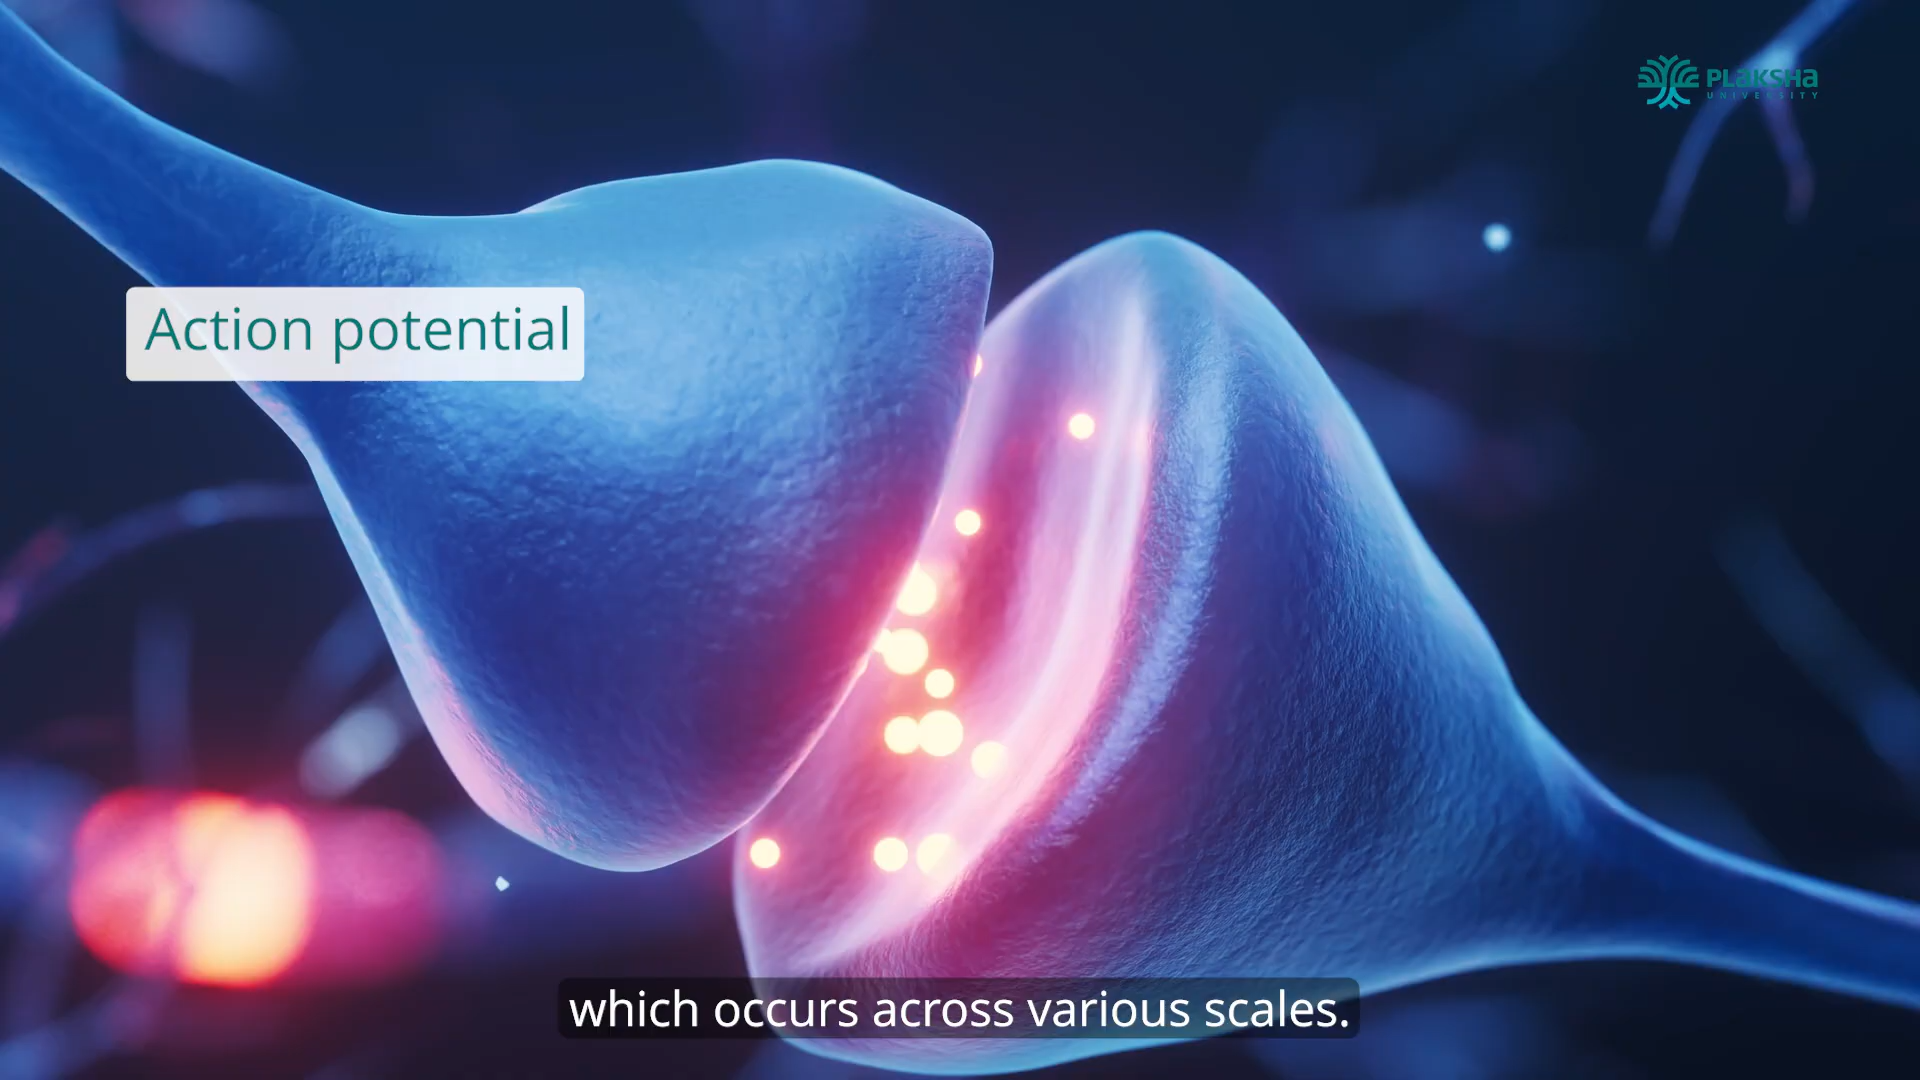 PLAKSHA
UNIVERSITY
Action potential
which occurs across various scales.